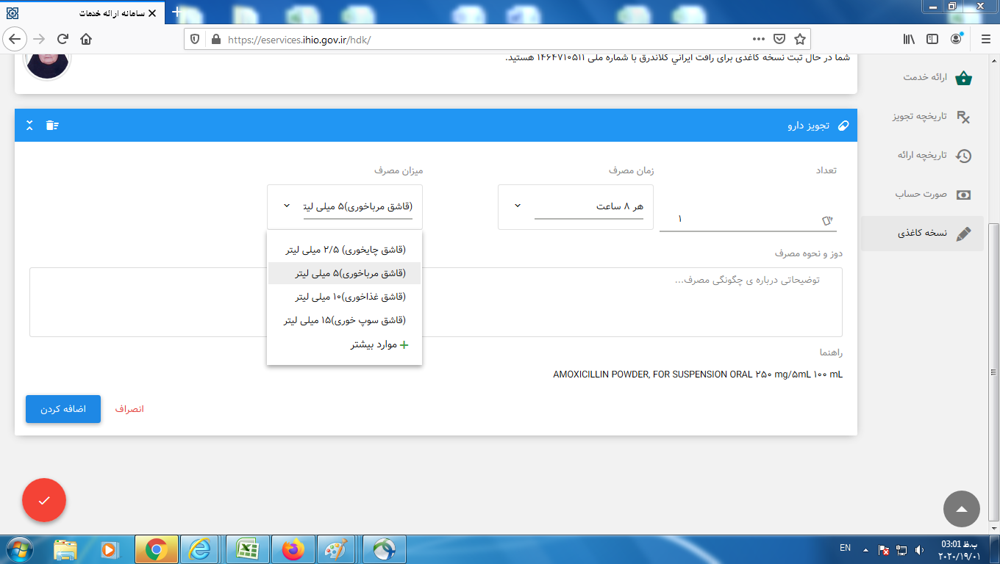 سامانه ارائه خدمت
https://eservices.ihio.gov.ir/hdk/
شما در حال ثبت نسخه کاغذی برای رافت ايراني کلاندرق با شماره ملی ۱۴۶۴۷۱۰۵۱۱ هستید.
ارائه خدمت
تاریخچه تجویز
تاریخچه ارائه
صورت حساب
نسخه کاغذی
تجویز دارو
تعداد
زمان مصرف
میزان مصرف
۱
هر ۸ ساعت
(قاشق مرباخوری)۵ میلی لیتر
(قاشق چایخوری) ۲/۵ میلی لیتر
(قاشق مرباخوری)۵ میلی لیتر
(قاشق غذاخوری)۱۰ میلی لیتر
(قاشق سوپ خوری)۱۵ میلی لیتر
موارد بیشتر
دوز و نحوه مصرف
توضیحاتی درباره ی چگونگی مصرف...
راهنما
AMOXICILLIN POWDER, FOR SUSPENSION ORAL ۲۵۰ mg/۵mL ۱۰۰ mL
انصراف
اضافه کردن
EN
03:01 ب.ظ
۲۰۲۰/۱۹/۰۱